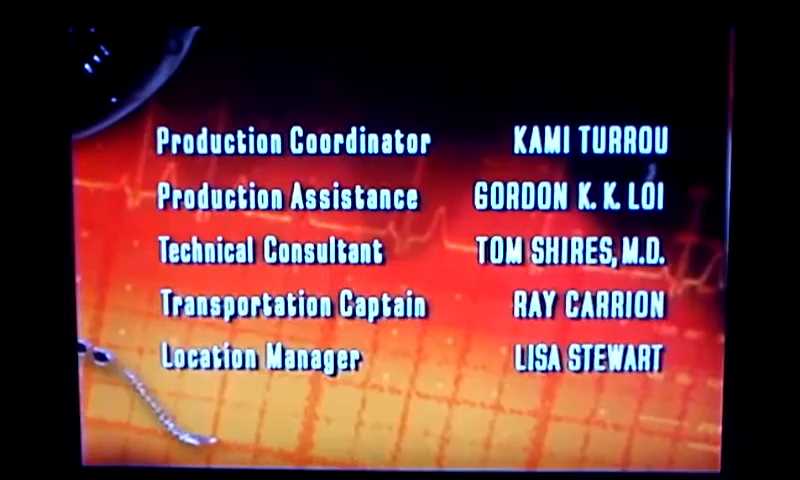 Production Coordinator KAMI TURROU
Production Assistance GORDON K. K. LOI
Technical Consultant TOM SHIRES, M.D.
Transportation Captain RAY CARRION
Location Manager LISA STEWART